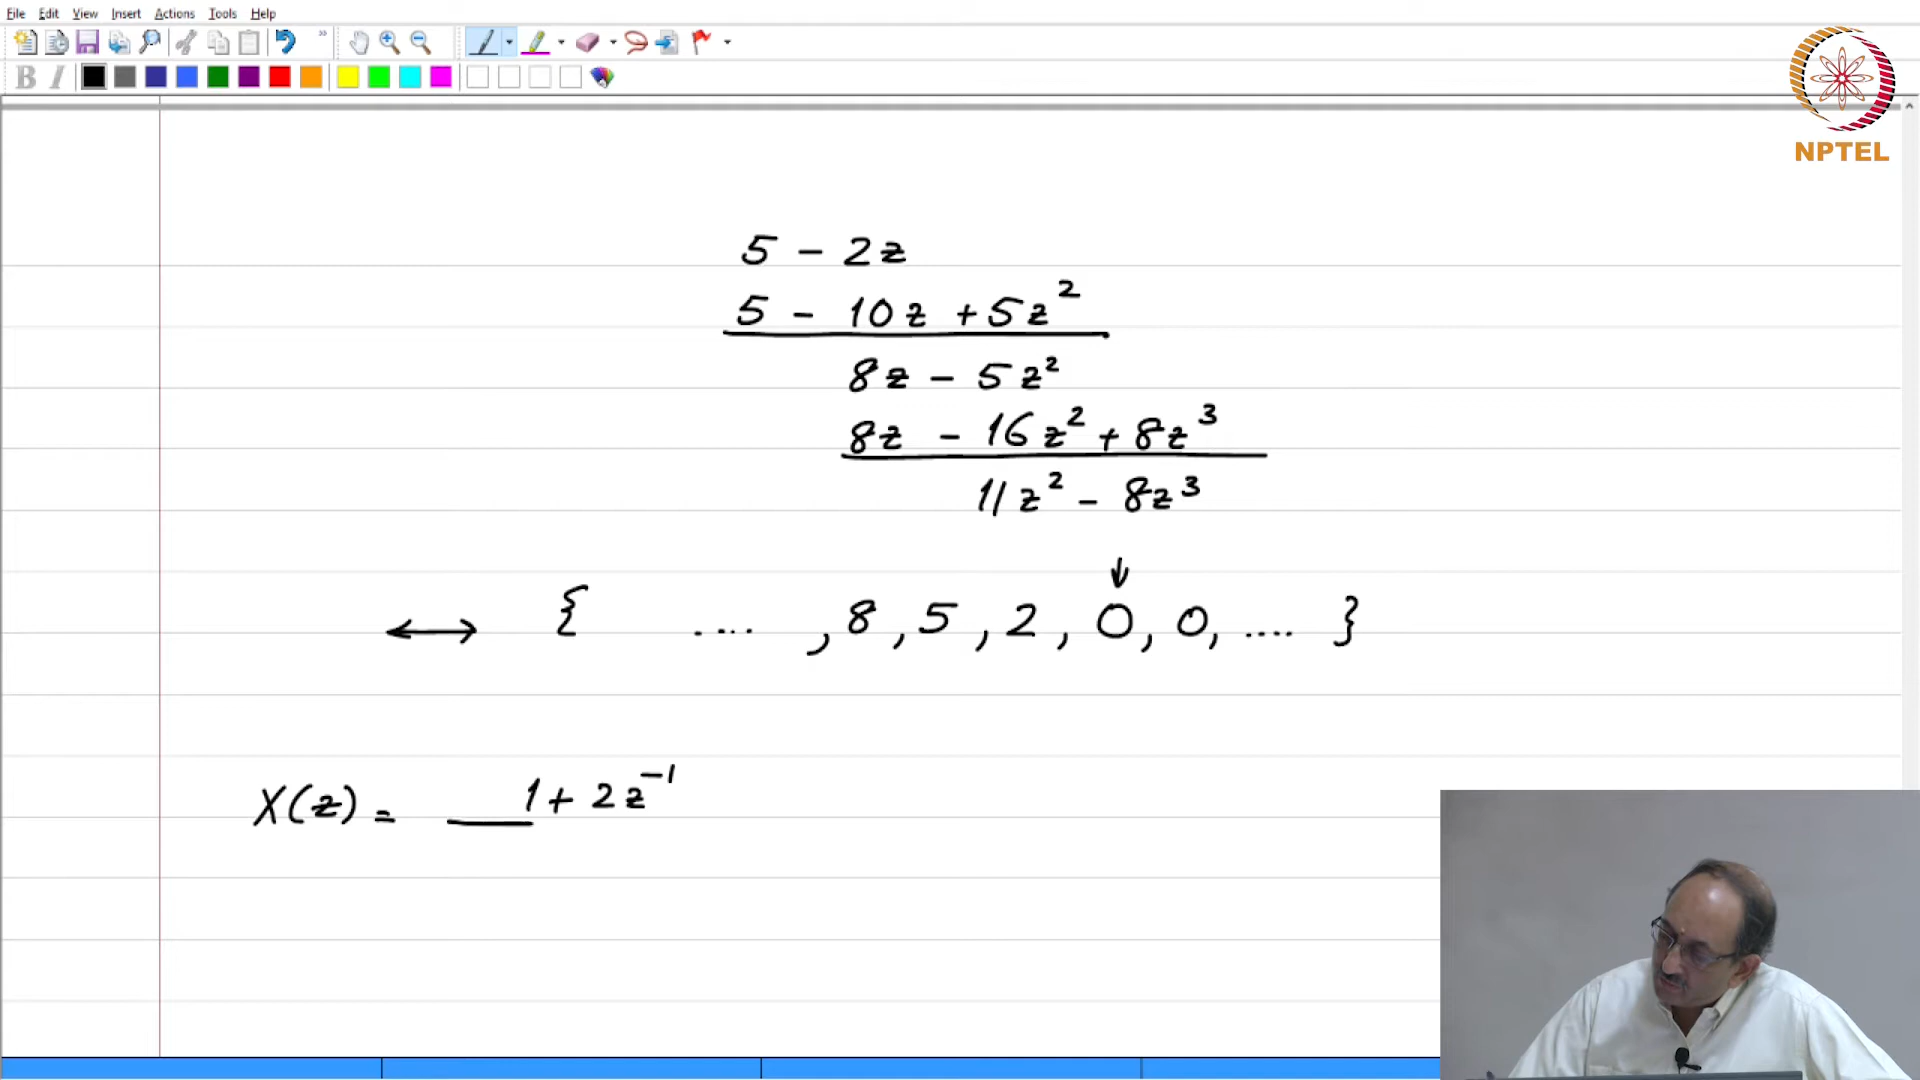 File Edit View Insert Actions Tools Help
B I
NPTEL
5 - 2z
5 - 10z + 5z²
8z - 5z²
8z - 16z² + 8z³
11z² - 8z³
↓
↔ { .... , 8, 5, 2, 0, 0, .... }
X(z) = 1 + 2z⁻¹